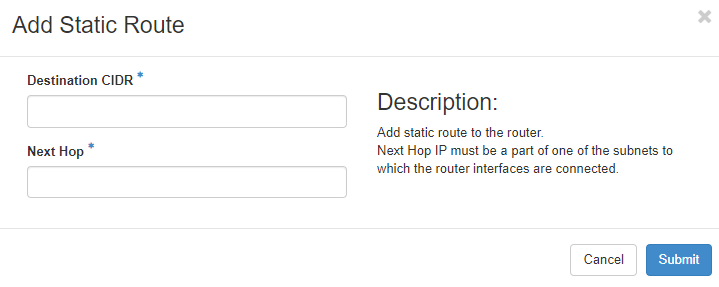 Add Static Route
×
Destination CIDR *
Next Hop *
Description:
Add static route to the router.
Next Hop IP must be a part of one of the subnets to
which the router interfaces are connected.
Cancel
Submit